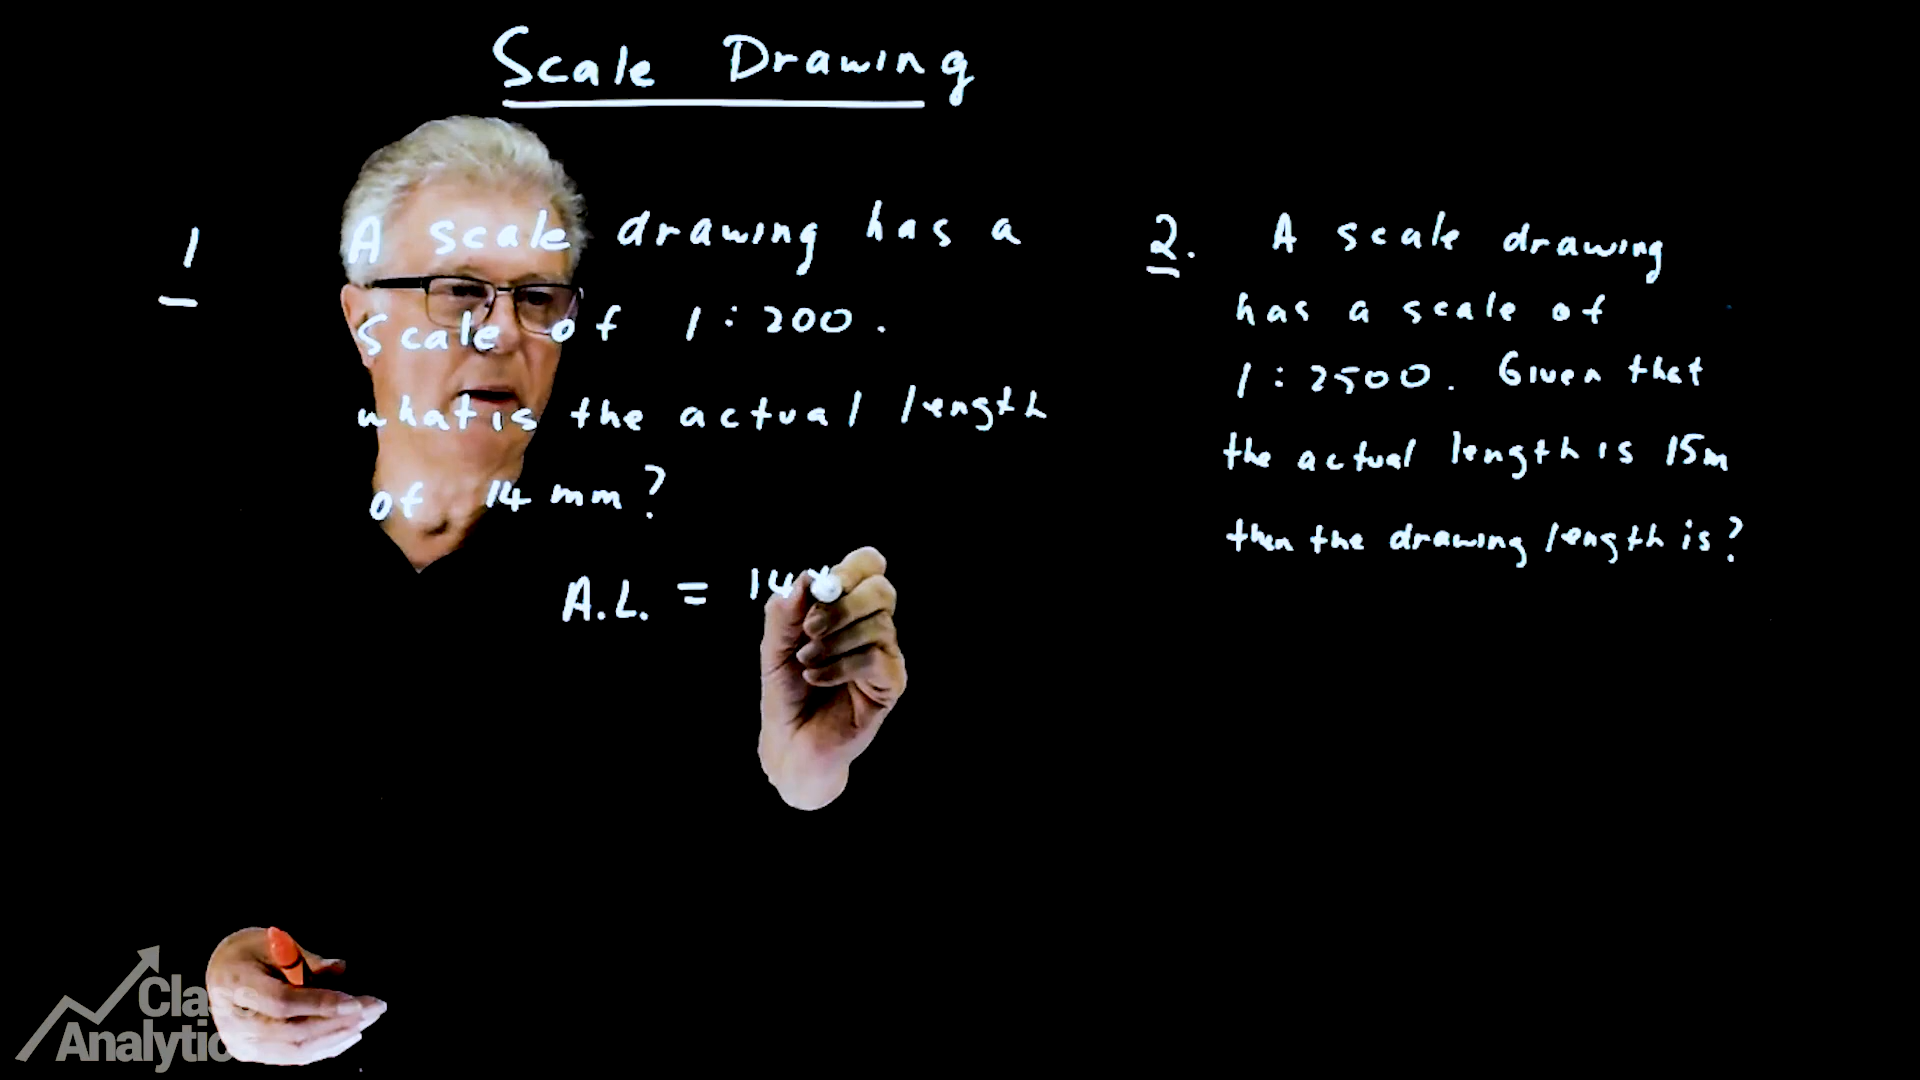 Scale Drawing
1 A scale drawing has a
scale of 1 : 200 .
what is the actual length
of 14 mm ?
A.L. = 14 ×
2. A scale drawing
has a scale of
1 : 2500 . Given that
the actual length is 15m
then the drawing length is ?
Class
Analytics